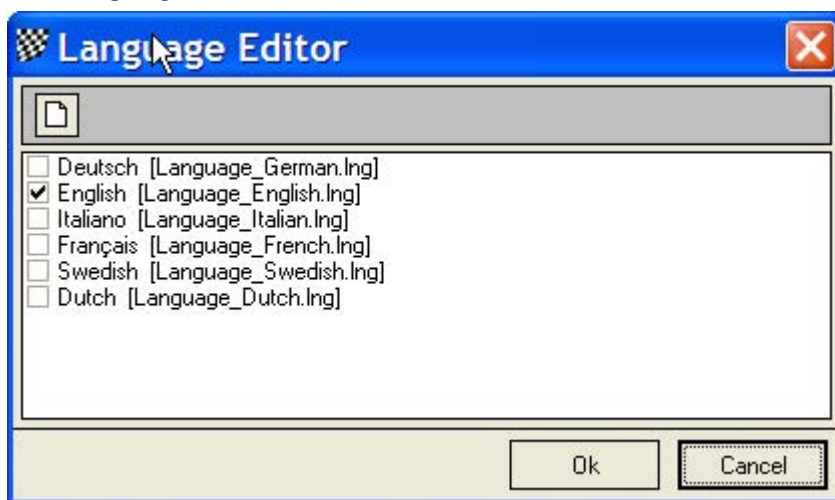 Language Editor
Deutsch [Language_German.lng]
English [Language_English.lng]
Italiano [Language_Italian.lng]
Français [Language_French.lng]
Swedish [Language_Swedish.lng]
Dutch [Language_Dutch.lng]
Ok Cancel